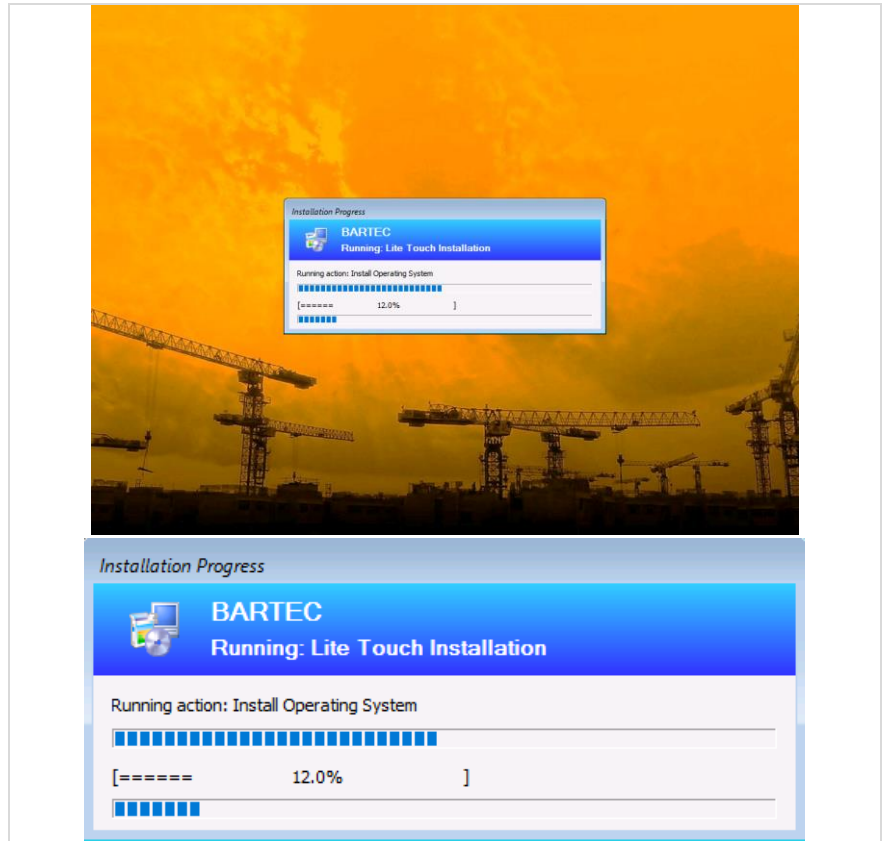 Installation Progress
BARTEC
Running: Lite Touch Installation
Running action: Install Operating System
[====== 12.0% ]
Installation Progress
BARTEC
Running: Lite Touch Installation
Running action: Install Operating System
[====== 12.0% ]